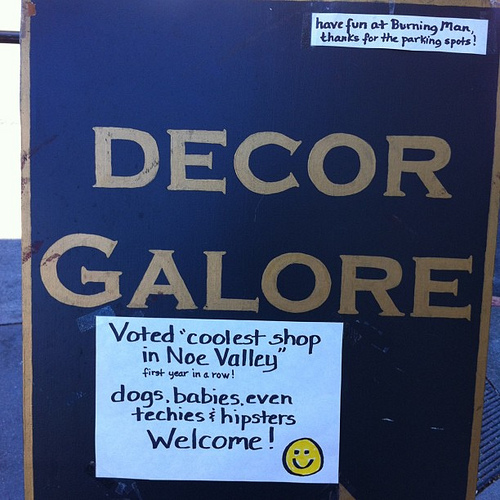 have fun at Burning Man,
thanks for the parking spots!
DECOR
GALORE
Voted "coolest shop
in Noe Valley"
first year in a row!
dogs, babies, even
techies & hipsters
Welcome!